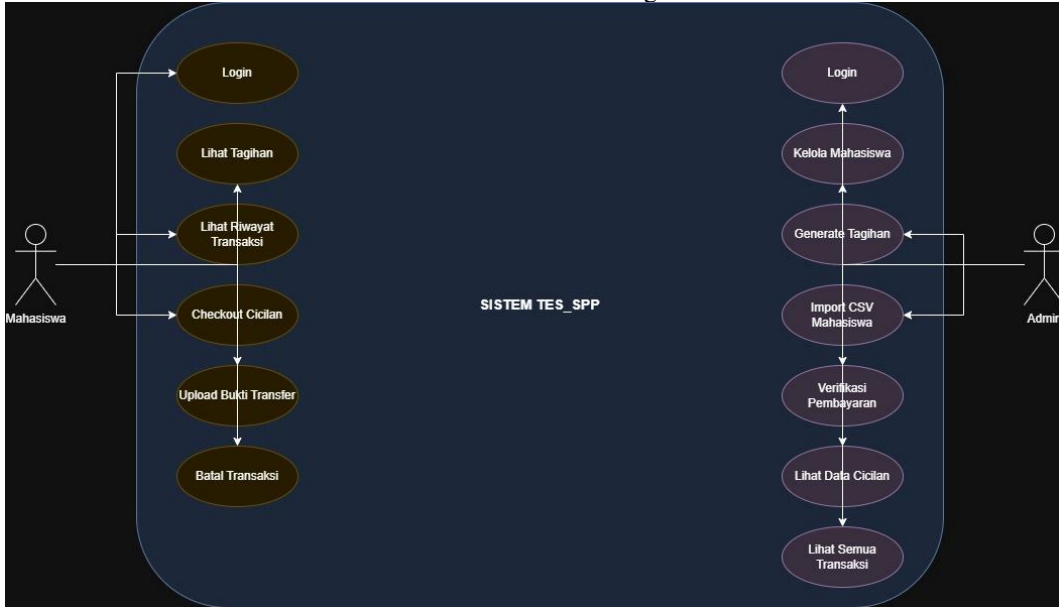 Login
Lihat Tagihan
Lihat Riwayat
Transaksi
Checkout Cicilan
Upload Bukti Transfer
Batal Transaksi
Mahasiswa
SISTEM TES_SPP
Login
Kelola Mahasiswa
Generate Tagihan
Import CSV
Mahasiswa
Verifikasi
Pembayaran
Lihat Data Cicilan
Lihat Semua
Transaksi
Admin